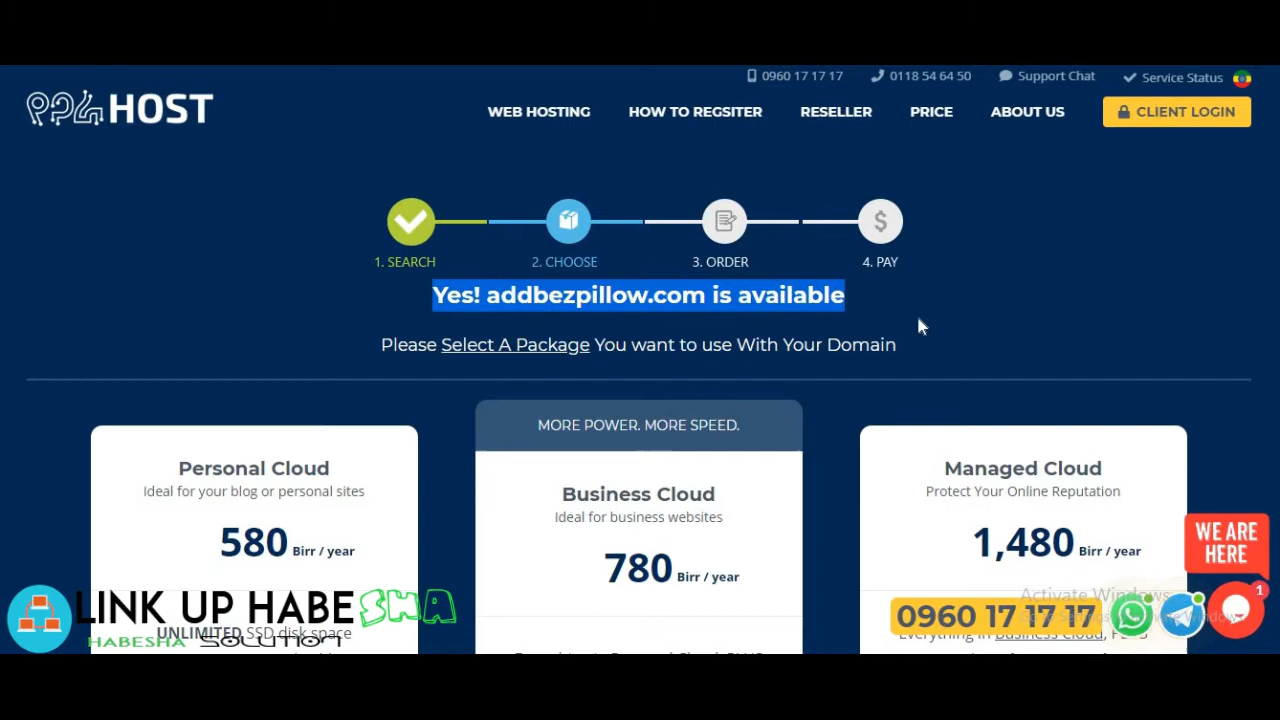 0960 17 17 17
0118 54 64 50
Support Chat
Service Status
HOST
WEB HOSTING
HOW TO REGSITER
RESELLER
PRICE
ABOUT US
CLIENT LOGIN
1. SEARCH
2. CHOOSE
3. ORDER
4. PAY
Yes! addbezpillow.com is available
Please Select A Package You want to use With Your Domain
Personal Cloud
Ideal for your blog or personal sites
580 Birr / year
UNLIMITED SSD disk space
MORE POWER. MORE SPEED.
Business Cloud
Ideal for business websites
780 Birr / year
Managed Cloud
Protect Your Online Reputation
1,480 Birr / year
Everything in Business Cloud,
WE ARE
HERE
1
Activate Windows
0960 17 17 17
LINK UP HABESHA
HABESHA SOLUTION